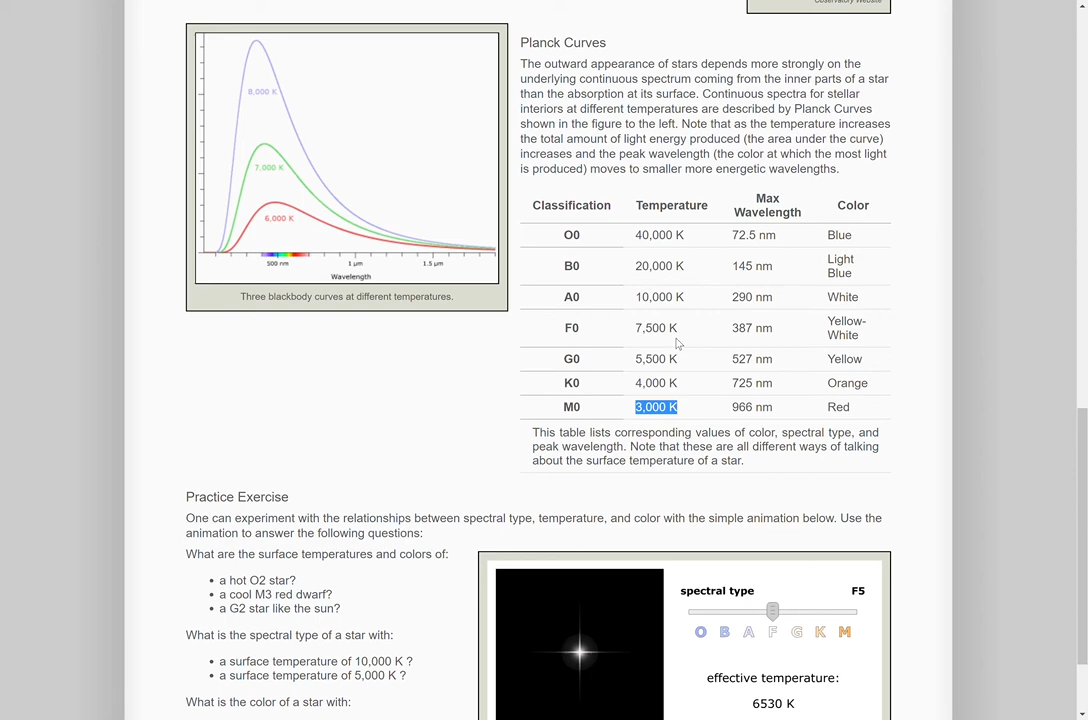 Observatory Website
8,000 K
7,000 K
6,000 K
500 nm
1 μm
1.5 μm
Wavelength
Three blackbody curves at different temperatures.
Planck Curves
The outward appearance of stars depends more strongly on the
underlying continuous spectrum coming from the inner parts of a star
than the absorption at its surface. Continuous spectra for stellar
interiors at different temperatures are described by Planck Curves
shown in the figure to the left. Note that as the temperature increases
the total amount of light energy produced (the area under the curve)
increases and the peak wavelength (the color at which the most light
is produced) moves to smaller more energetic wavelengths.
Classification Temperature Max Wavelength Color
O0 40,000 K 72.5 nm Blue
B0 20,000 K 145 nm Light Blue
A0 10,000 K 290 nm White
F0 7,500 K 387 nm Yellow-White
G0 5,500 K 527 nm Yellow
K0 4,000 K 725 nm Orange
M0 3,000 K 966 nm Red
This table lists corresponding values of color, spectral type, and
peak wavelength. Note that these are all different ways of talking
about the surface temperature of a star.
Practice Exercise
One can experiment with the relationships between spectral type, temperature, and color with the simple animation below. Use the
animation to answer the following questions:
What are the surface temperatures and colors of:
• a hot O2 star?
• a cool M3 red dwarf?
• a G2 star like the sun?
What is the spectral type of a star with:
• a surface temperature of 10,000 K ?
• a surface temperature of 5,000 K ?
What is the color of a star with:
spectral type F5
O B A F G K M
effective temperature:
6530 K